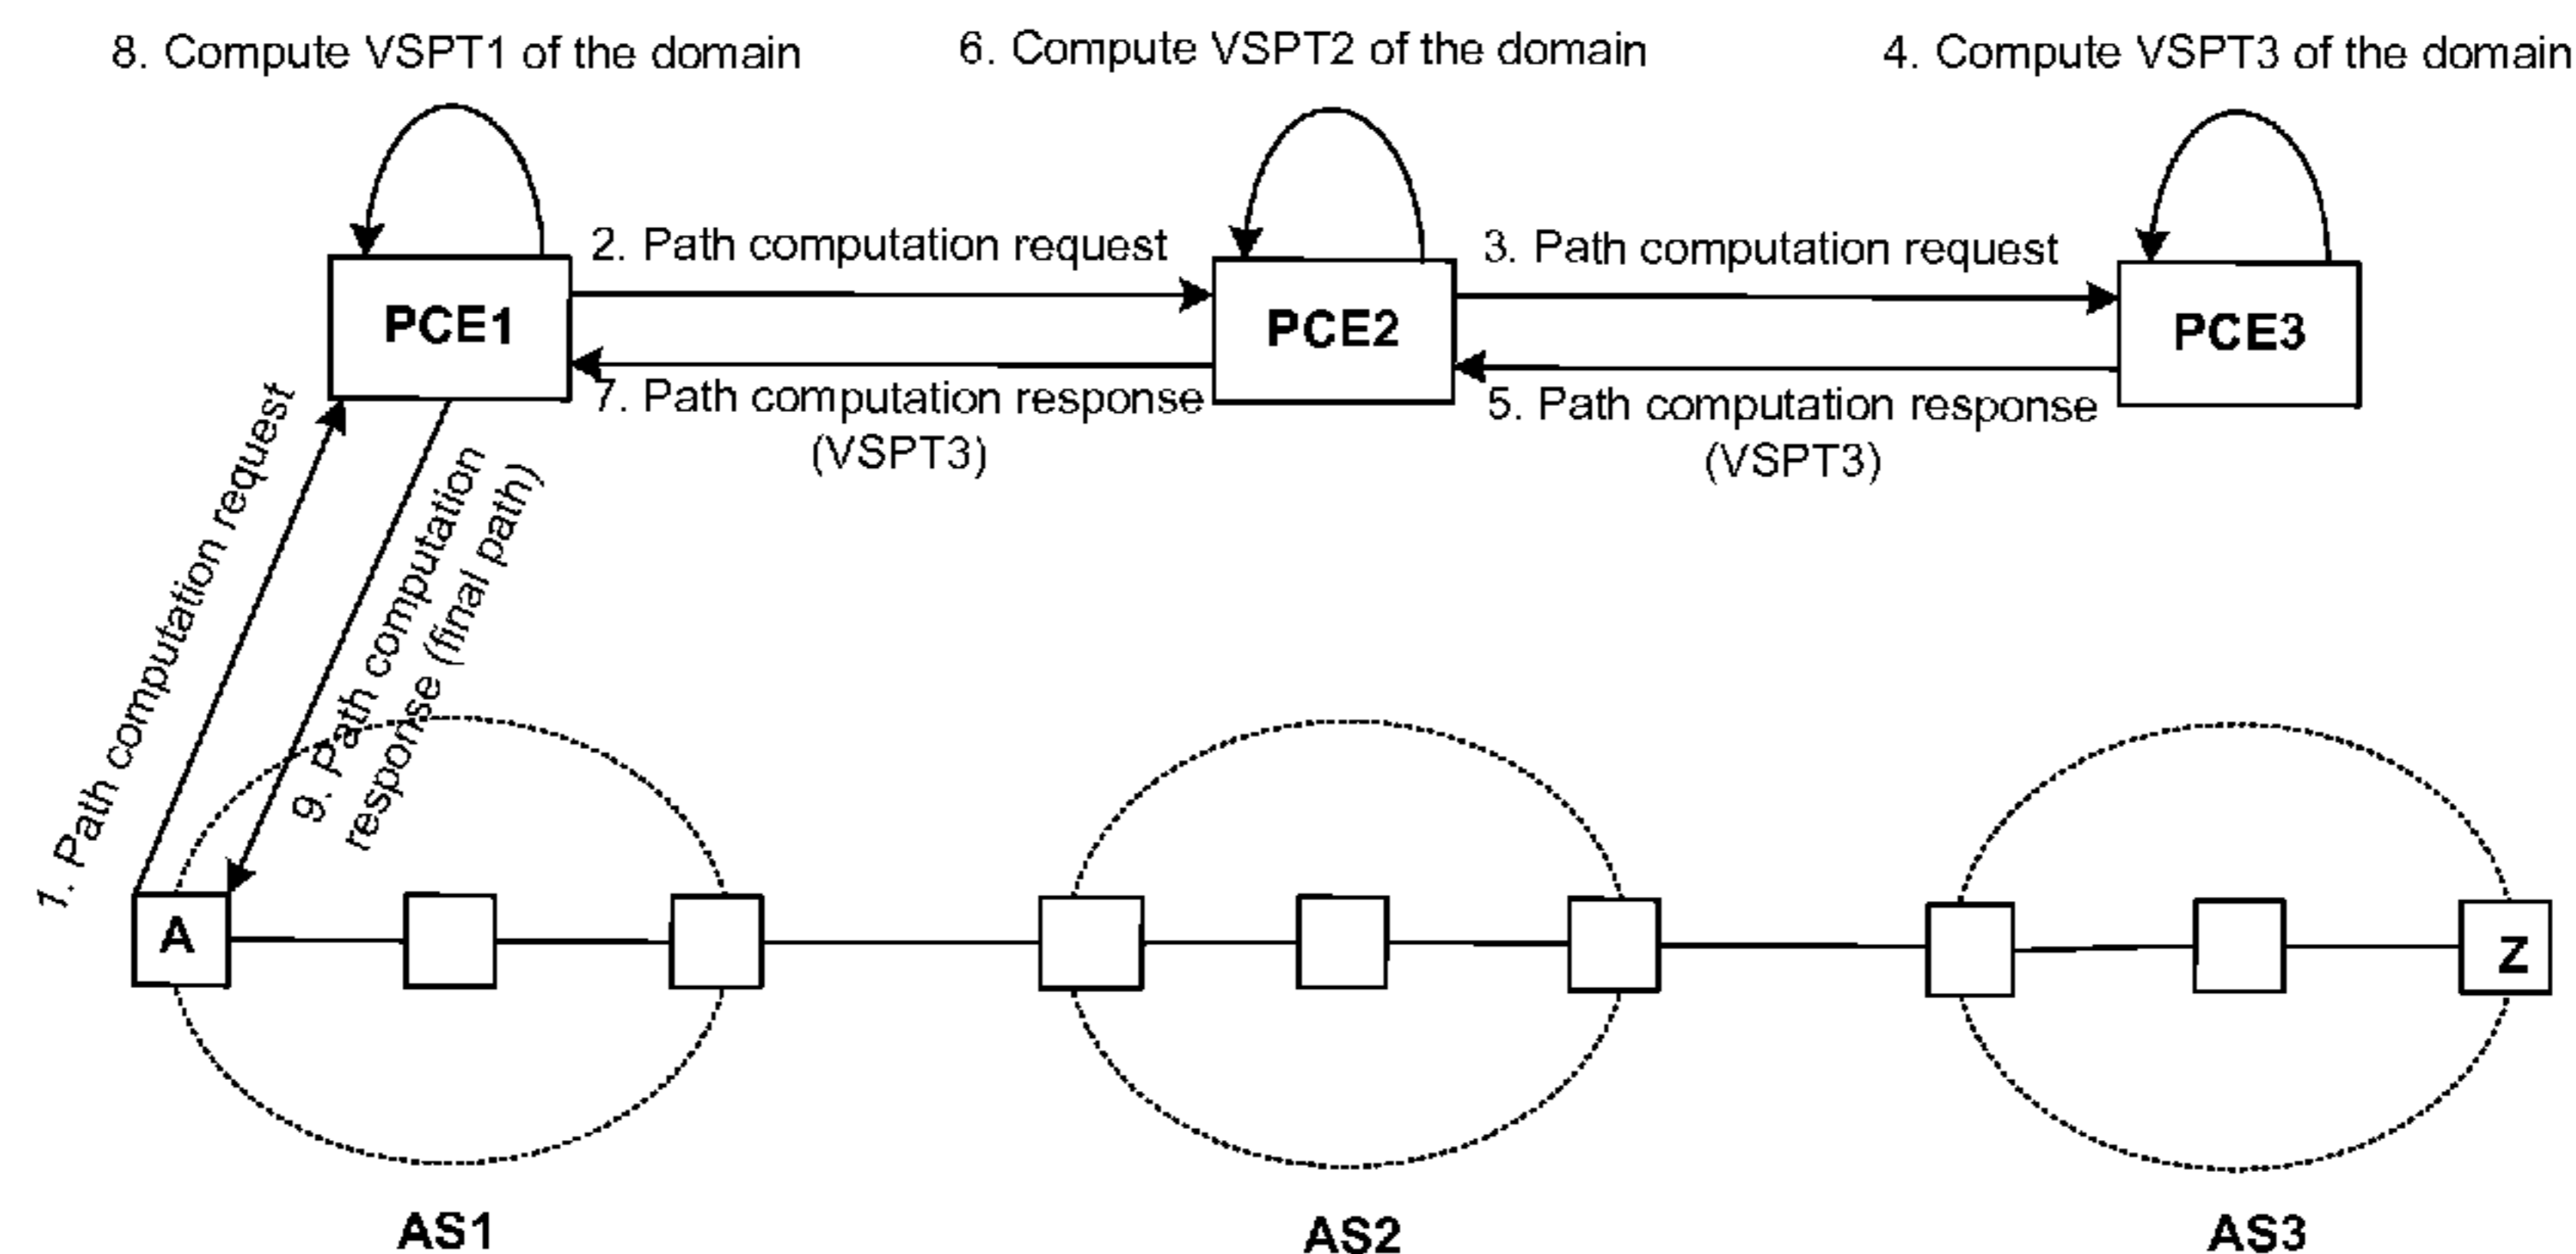 8. Compute VSPT1 of the domain
6. Compute VSPT2 of the domain
4. Compute VSPT3 of the domain
2. Path computation request
3. Path computation request
PCE1
PCE2
PCE3
7. Path computation response
(VSPT3)
5. Path computation response
(VSPT3)
1. Path computation request
9. Path computation
response (final path)
A
Z
AS1
AS2
AS3